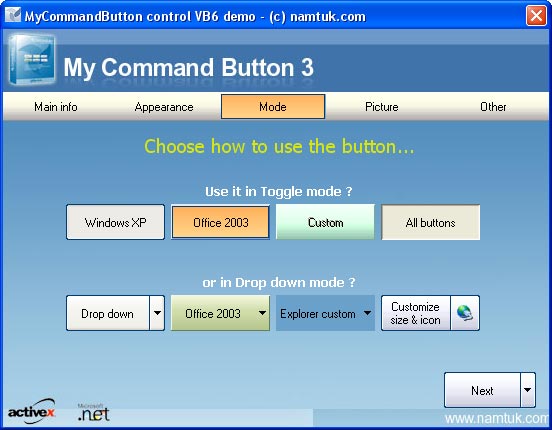 MyCommandButton control VB6 demo - (c) namtuk.com
My Command Button 3
Main info Appearance Mode Picture Other
Choose how to use the button...
Use it in Toggle mode ?
Windows XP Office 2003 Custom All buttons
or in Drop down mode ?
Drop down Office 2003 Explorer custom Customize
size & icon
Next
activex Microsoft
.net
www.namtuk.com